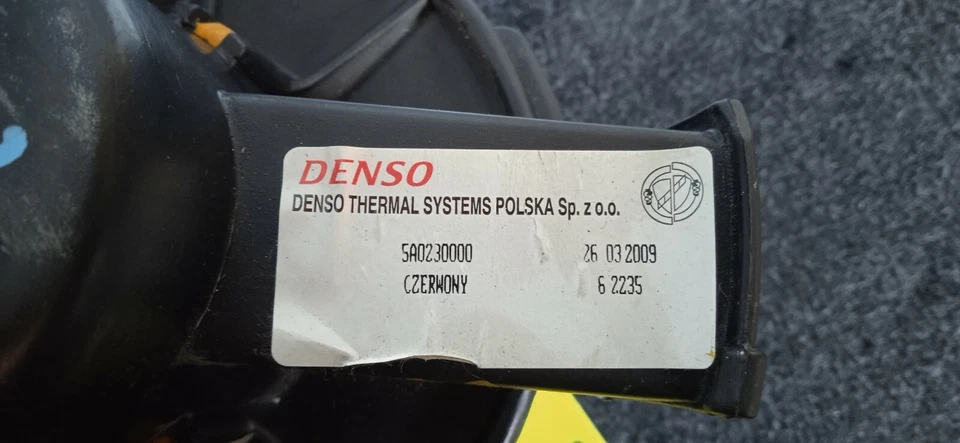 DENSO
DENSO THERMAL SYSTEMS POLSKA Sp. z o.o.
5A0230000 26 03 2009
CZERWONY 6 2235